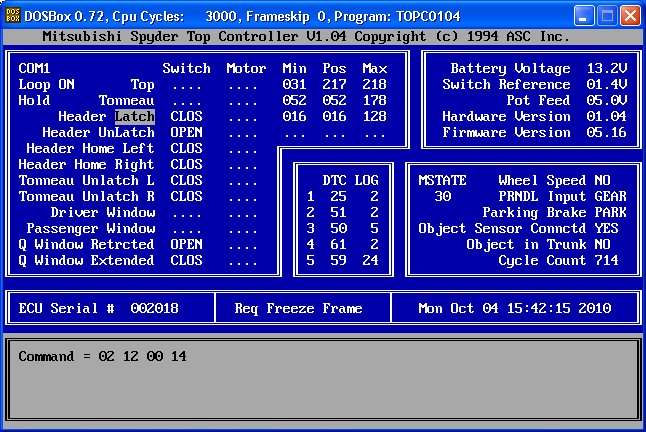 DOSBox 0.72, Cpu Cycles:     3000, Frameskip  0, Program: TOPC0104
Mitsubishi Spyder Top Controller V1.04 Copyright (c) 1994 ASC Inc.
COM1 Switch Motor Min Pos Max
Loop ON Top .... .... 031 217 218
Hold Tonneau .... .... 052 052 178
Header Latch CLOS .... 016 016 128
Header UnLatch OPEN .... ... ... ...
Header Home Left CLOS ....
Header Home Right CLOS ....
Tonneau Unlatch L CLOS ....
Tonneau Unlatch R CLOS ....
Driver Window .... ....
Passenger Window .... ....
Q Window Retrcted OPEN ....
Q Window Extended CLOS ....
Battery Voltage 13.2V
Switch Reference 01.4V
Pot Feed 05.0V
Hardware Version 01.04
Firmware Version 05.16
DTC LOG
1 25 2
2 51 2
3 50 5
4 61 2
5 59 24
MSTATE Wheel Speed NO
30 PRNDL Input GEAR
Parking Brake PARK
Object Sensor Connctd YES
Object in Trunk NO
Cycle Count 714
ECU Serial # 002018
Req Freeze Frame
Mon Oct 04 15:42:15 2010
Command = 02 12 00 14